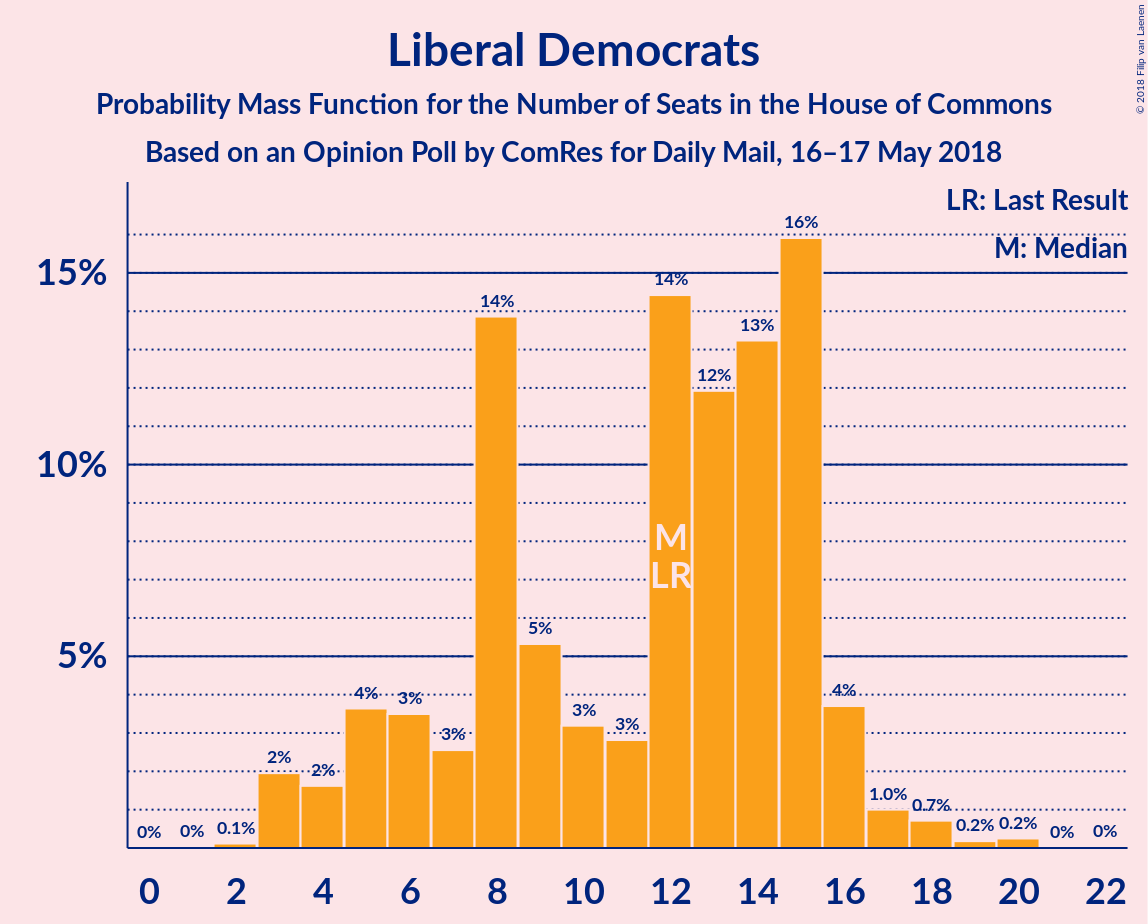 Liberal Democrats
Probability Mass Function for the Number of Seats in the House of Commons
Based on an Opinion Poll by ComRes for Daily Mail, 16–17 May 2018
© 2018 Filip van Laenen
LR: Last Result
M: Median
15%
10%
5%
0%
0%
0.1%
2%
2%
4%
3%
3%
14%
5%
3%
3%
14%
12%
13%
16%
4%
1.0%
0.7%
0.2%
0.2%
0%
0%
M
LR
0 2 4 6 8 10 12 14 16 18 20 22